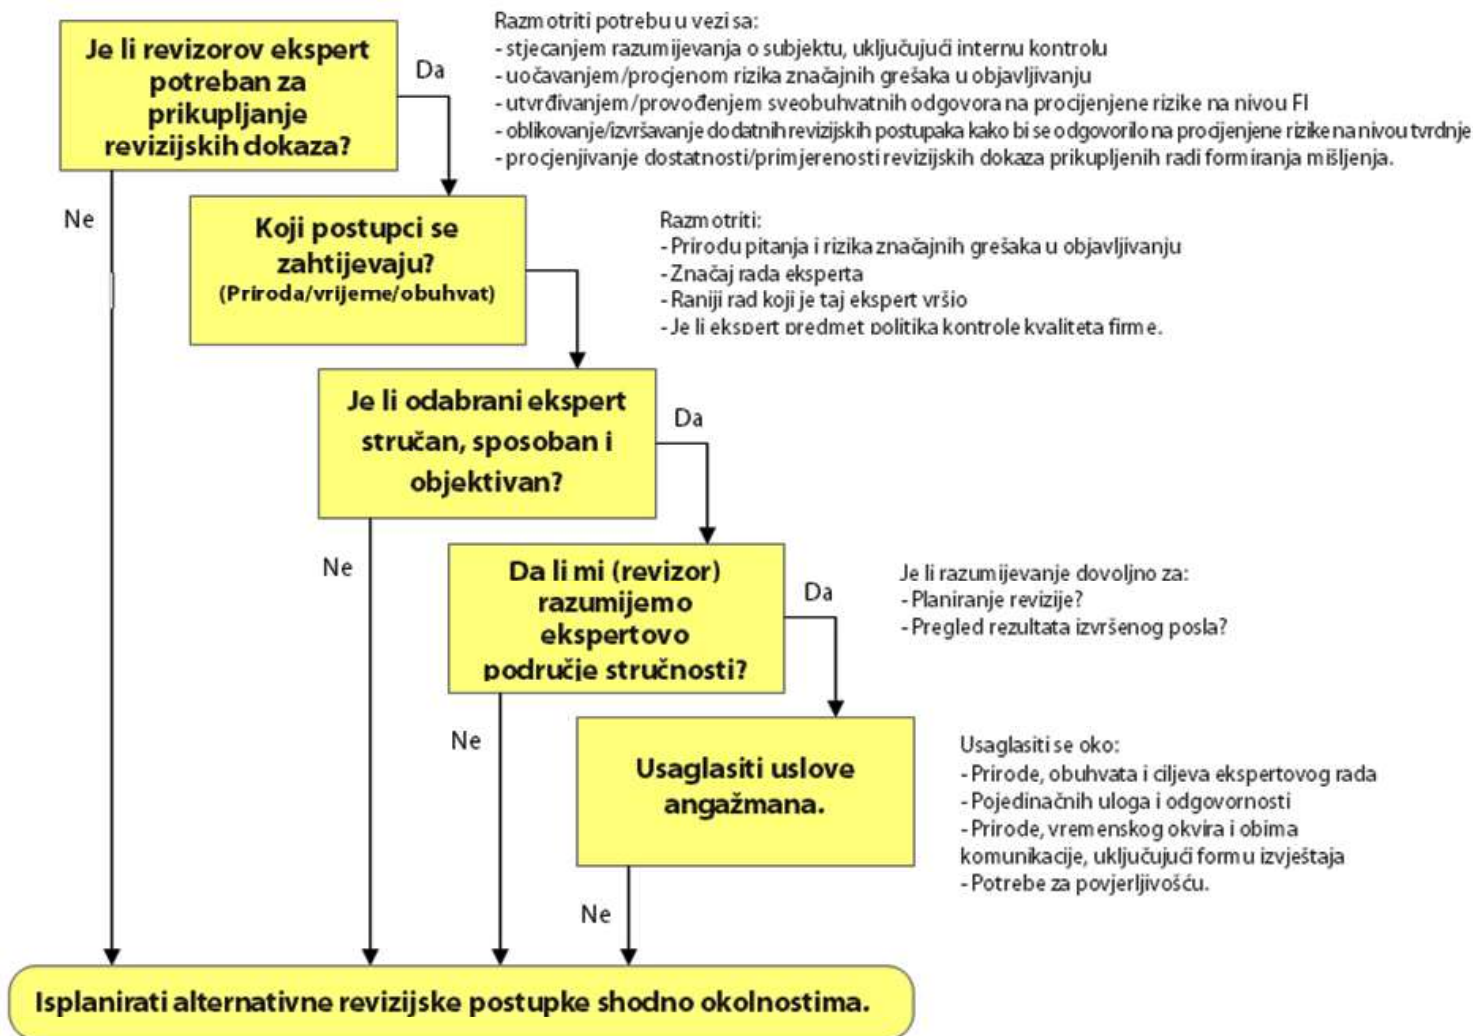 Je li revizorov ekspert
potreban za
prikupljanje
revizijskih dokaza?
Da
Razmotriti potrebu u vezi sa:
- stjecanjem razumijevanja o subjektu, uključujući internu kontrolu
- uočavanjem/procjenom rizika značajnih grešaka u objavljivanju
- utvrđivanjem/provođenjem sveobuhvatnih odgovora na procijenjene rizike na nivou FI
- oblikovanje/izvršavanje dodatnih revizijskih postupaka kako bi se odgovorilo na procijenjene rizike na nivou tvrdnje
- procjenjivanje dostatnosti/primjerenosti revizijskih dokaza prikupljenih radi formiranja mišljenja.
Ne
Koji postupci se
zahtijevaju?
(Priroda/vrijeme/obuhvat)
Razmotriti:
- Prirodu pitanja i rizika značajnih grešaka u objavljivanju
- Značaj rada eksperta
- Raniji rad koji je taj ekspert vršio
- Je li ekspert predmet politika kontrole kvaliteta firme.
Je li odabrani ekspert
stručan, sposoban i
objektivan?
Da
Ne
Da li mi (revizor)
razumijemo
ekspertovo
područje stručnosti?
Da
Je li razumijevanje dovoljno za:
- Planiranje revizije?
- Pregled rezultata izvršenog posla?
Ne
Usaglasiti uslove
angažmana.
Usaglasiti se oko:
- Prirode, obuhvata i ciljeva ekspertovog rada
- Pojedinačnih uloga i odgovornosti
- Prirode, vremenskog okvira i obima
komunikacije, uključujući formu izvještaja
- Potrebe za povjerljivošću.
Ne
Isplanirati alternativne revizijske postupke shodno okolnostima.